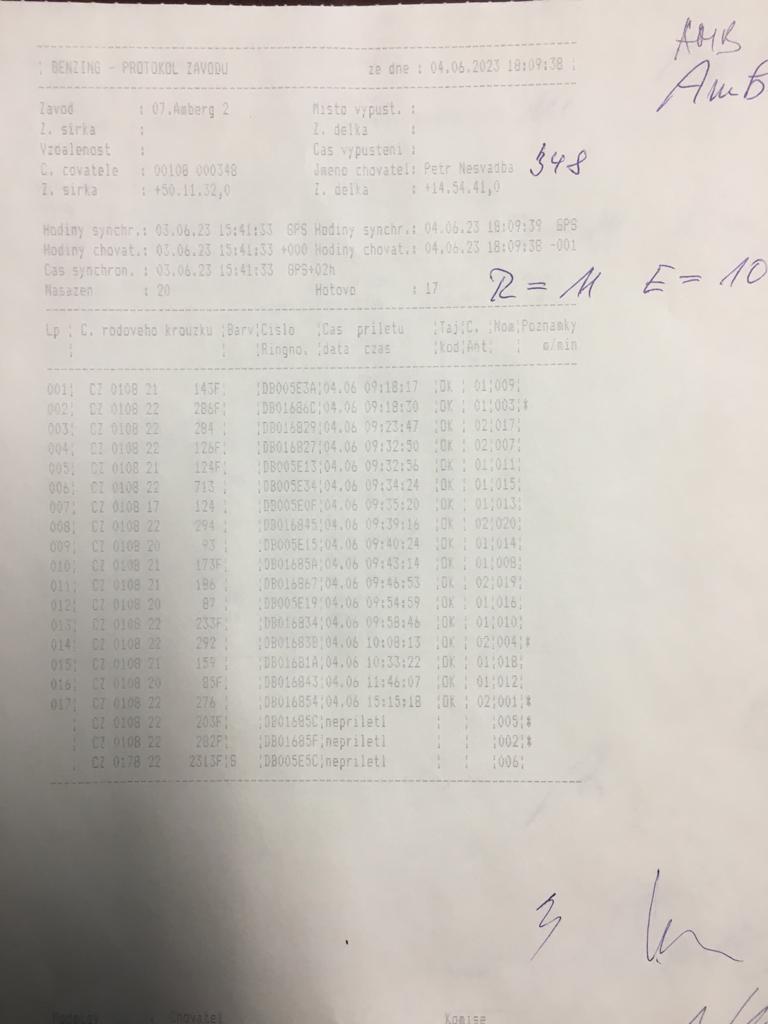 AMB
AmB
BENZING - PROTOKOL ZAVODU ze dne : 04.06.2023 18:09:38
Zavod : 07.Amberg 2 Misto vypust. :
Z. sirka : Z. delka :
Vzdalenost : Cas vypusteni :
C. covatele : 00108 000348 Jmeno chovatel: Petr Nesvadba 348
Z. sirka : +50.11.32,0 Z. delka : +14.54.41,0
Hodiny synchr.: 03.06.23 15:41:33 GPS Hodiny synchr.: 04.06.23 18:09:39 GPS
Hodiny chovat.: 03.06.23 15:41:33 +000 Hodiny chovat.: 04.06.23 18:09:38 -001
Cas synchron. : 03.06.23 15:41:33 GPS+02h
Nasazen : 20 Hotovo : 17 R = 11 E = 10
Lp ¦ C. rodoveho krouzku ¦Barv¦Cislo ¦Cas priletu ¦Taj¦C. ¦Nom¦Poznamky
¦ ¦ ¦Ringno. ¦data czas ¦kod¦Ant¦ ¦ m/min
001¦ CZ 0108 21 143F¦ ¦DB005E3A¦04.06 09:18:17 ¦OK ¦ 01¦009¦
002¦ CZ 0108 22 286F¦ ¦DB01686C¦04.06 09:18:30 ¦OK ¦ 01¦003¦*
003¦ CZ 0108 22 284 ¦ ¦DB016829¦04.06 09:23:47 ¦OK ¦ 02¦017¦
004¦ CZ 0108 22 126F¦ ¦DB016827¦04.06 09:32:50 ¦OK ¦ 02¦007¦
005¦ CZ 0108 21 124F¦ ¦DB005E13¦04.06 09:32:56 ¦OK ¦ 01¦011¦
006¦ CZ 0108 22 713 ¦ ¦DB005E34¦04.06 09:34:24 ¦OK ¦ 01¦015¦
007¦ CZ 0108 17 124 ¦ ¦DB005E0F¦04.06 09:35:20 ¦OK ¦ 01¦013¦
008¦ CZ 0108 22 294 ¦ ¦DB016845¦04.06 09:39:16 ¦OK ¦ 02¦020¦
009¦ CZ 0108 20 93 ¦ ¦DB005E15¦04.06 09:40:24 ¦OK ¦ 01¦014¦
010¦ CZ 0108 21 173F¦ ¦DB01685A¦04.06 09:43:14 ¦OK ¦ 01¦008¦
011¦ CZ 0108 21 186 ¦ ¦DB016867¦04.06 09:46:53 ¦OK ¦ 02¦019¦
012¦ CZ 0108 20 87 ¦ ¦DB005E19¦04.06 09:54:59 ¦OK ¦ 01¦016¦
013¦ CZ 0108 22 233F¦ ¦DB016834¦04.06 09:58:46 ¦OK ¦ 01¦010¦
014¦ CZ 0108 22 292 ¦ ¦DB01683B¦04.06 10:08:13 ¦OK ¦ 02¦004¦*
015¦ CZ 0108 21 159 ¦ ¦DB01681A¦04.06 10:33:22 ¦OK ¦ 01¦018¦
016¦ CZ 0108 20 85F¦ ¦DB016843¦04.06 11:46:07 ¦OK ¦ 01¦012¦
017¦ CZ 0108 22 276 ¦ ¦DB016854¦04.06 15:15:18 ¦OK ¦ 02¦001¦*
¦ CZ 0108 22 203F¦ ¦DB01685C¦nepriletl ¦ ¦ ¦005¦*
¦ CZ 0108 22 282F¦ ¦DB01685F¦nepriletl ¦ ¦ ¦002¦*
¦ CZ 0178 22 2313F¦S ¦DB005E5C¦nepriletl ¦ ¦ ¦006¦
3
Podpisy : Chovatel Komise